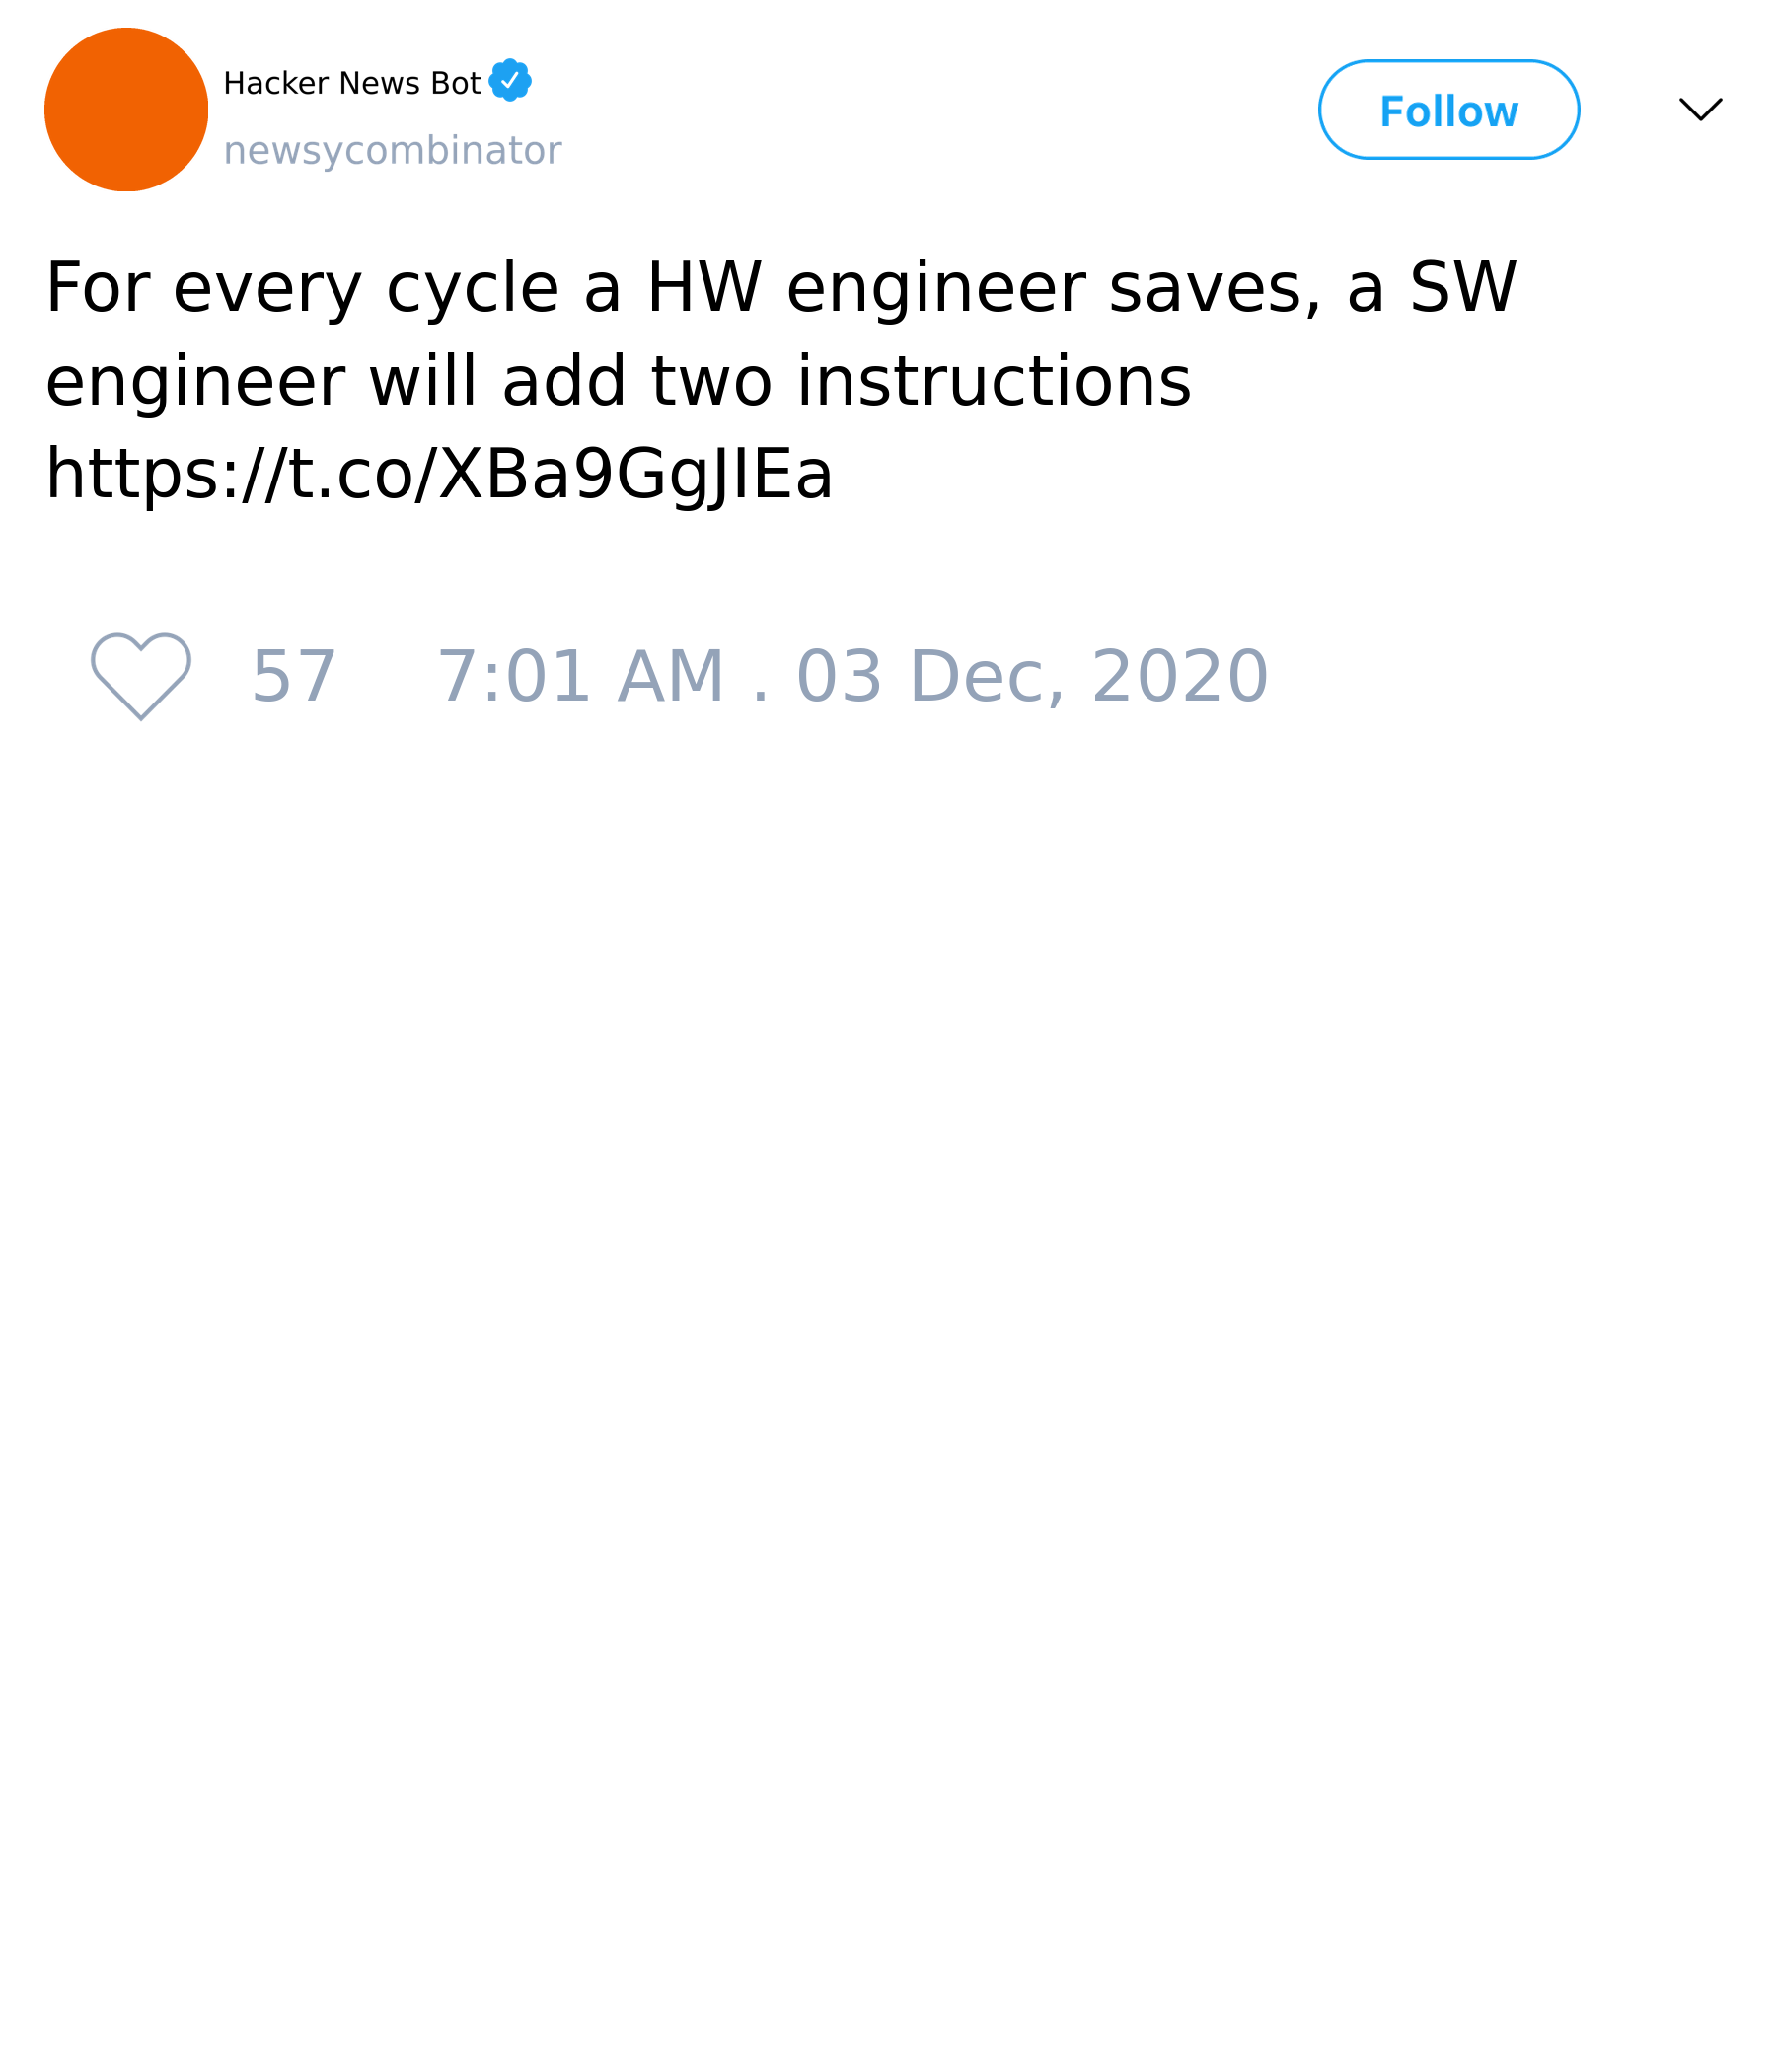 Hacker News Bot
newsycombinator
Follow
For every cycle a HW engineer saves, a SW
engineer will add two instructions
https://t.co/XBa9GgJIEa
57 7:01 AM . 03 Dec, 2020